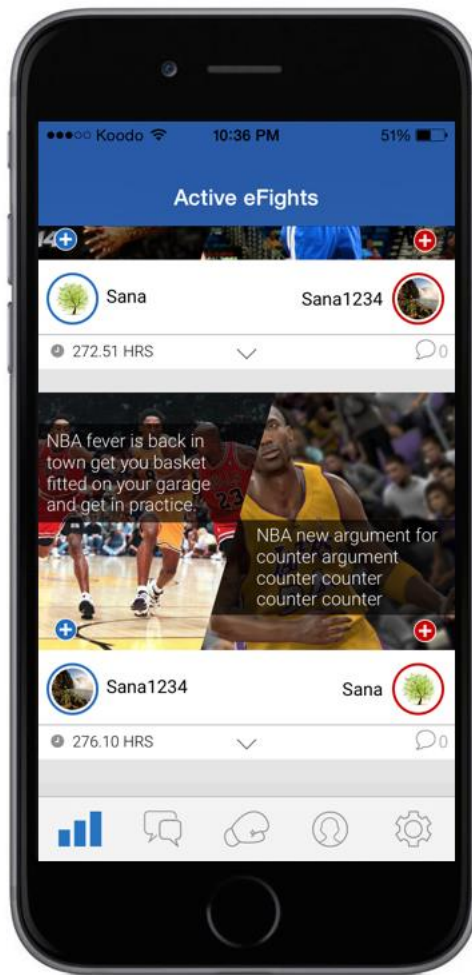 Koodo
10:36 PM
51%
Active eFights
14
Sana
Sana1234
272.51 HRS
0
NBA fever is back in
town get you basket
fitted on your garage
and get in practice.
23
NBA new argument for
counter argument
counter counter
counter counter
Sana1234
Sana
276.10 HRS
0